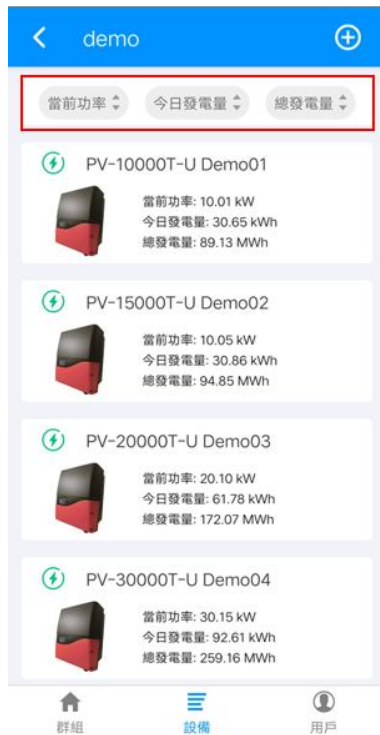 demo
當前功率 今日發電量 總發電量
PV-10000T-U Demo01
當前功率: 10.01 kW
今日發電量: 30.65 kWh
總發電量: 89.13 MWh
PV-15000T-U Demo02
當前功率: 10.05 kW
今日發電量: 30.86 kWh
總發電量: 94.85 MWh
PV-20000T-U Demo03
當前功率: 20.10 kW
今日發電量: 61.78 kWh
總發電量: 172.07 MWh
PV-30000T-U Demo04
當前功率: 30.15 kW
今日發電量: 92.61 kWh
總發電量: 259.16 MWh
群組 設備 用戶